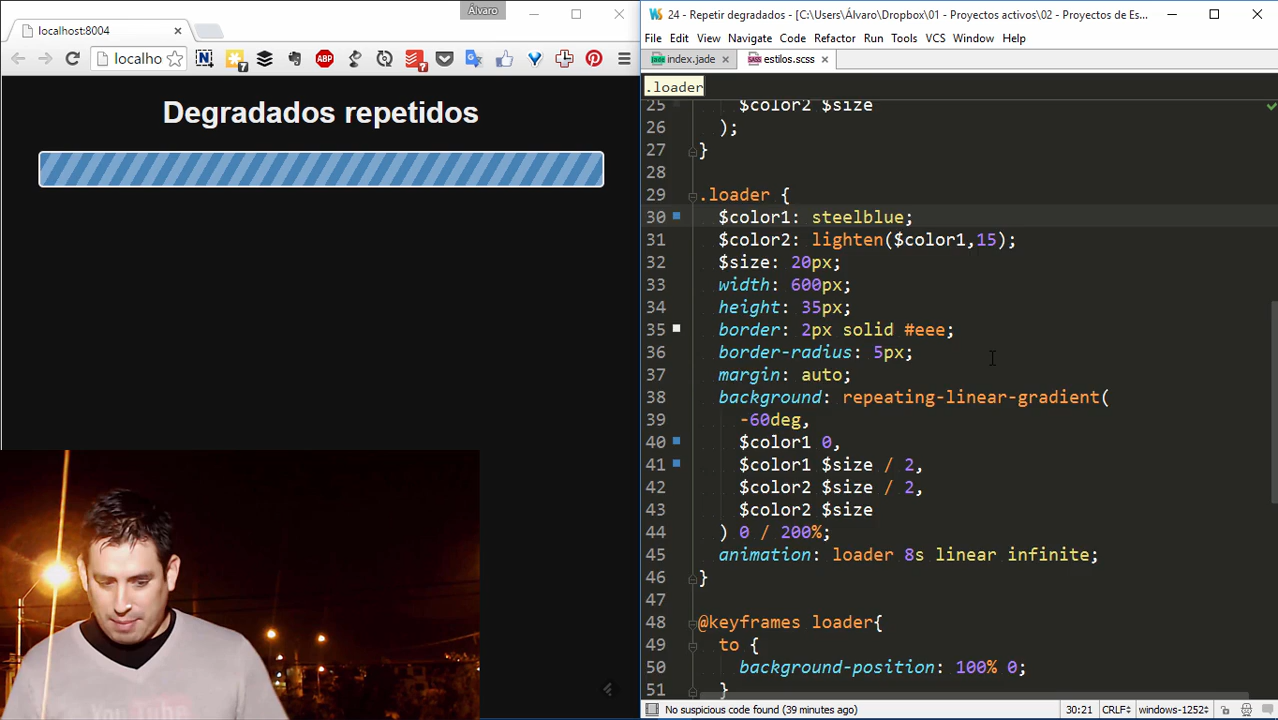 Álvaro
localhost:8004
localho
ABP
7
7
Degradados repetidos
24 - Repetir degradados - [C:\Users\Álvaro\Dropbox\01 - Proyectos activos\02 - Proyectos de Es...
File Edit View Navigate Code Refactor Run Tools VCS Window Help
index.jade estilos.scss
.loader
25 $color2 $size
26 );
27 }
28
29 .loader {
30 $color1: steelblue;
31 $color2: lighten($color1,15);
32 $size: 20px;
33 width: 600px;
34 height: 35px;
35 border: 2px solid #eee;
36 border-radius: 5px;
37 margin: auto;
38 background: repeating-linear-gradient(
39 -60deg,
40 $color1 0,
41 $color1 $size / 2,
42 $color2 $size / 2,
43 $color2 $size
44 ) 0 / 200%;
45 animation: loader 8s linear infinite;
46 }
47
48 @keyframes loader{
49 to {
50 background-position: 100% 0;
51 }
No suspicious code found (39 minutes ago) 30:21 CRLF÷ windows-1252÷